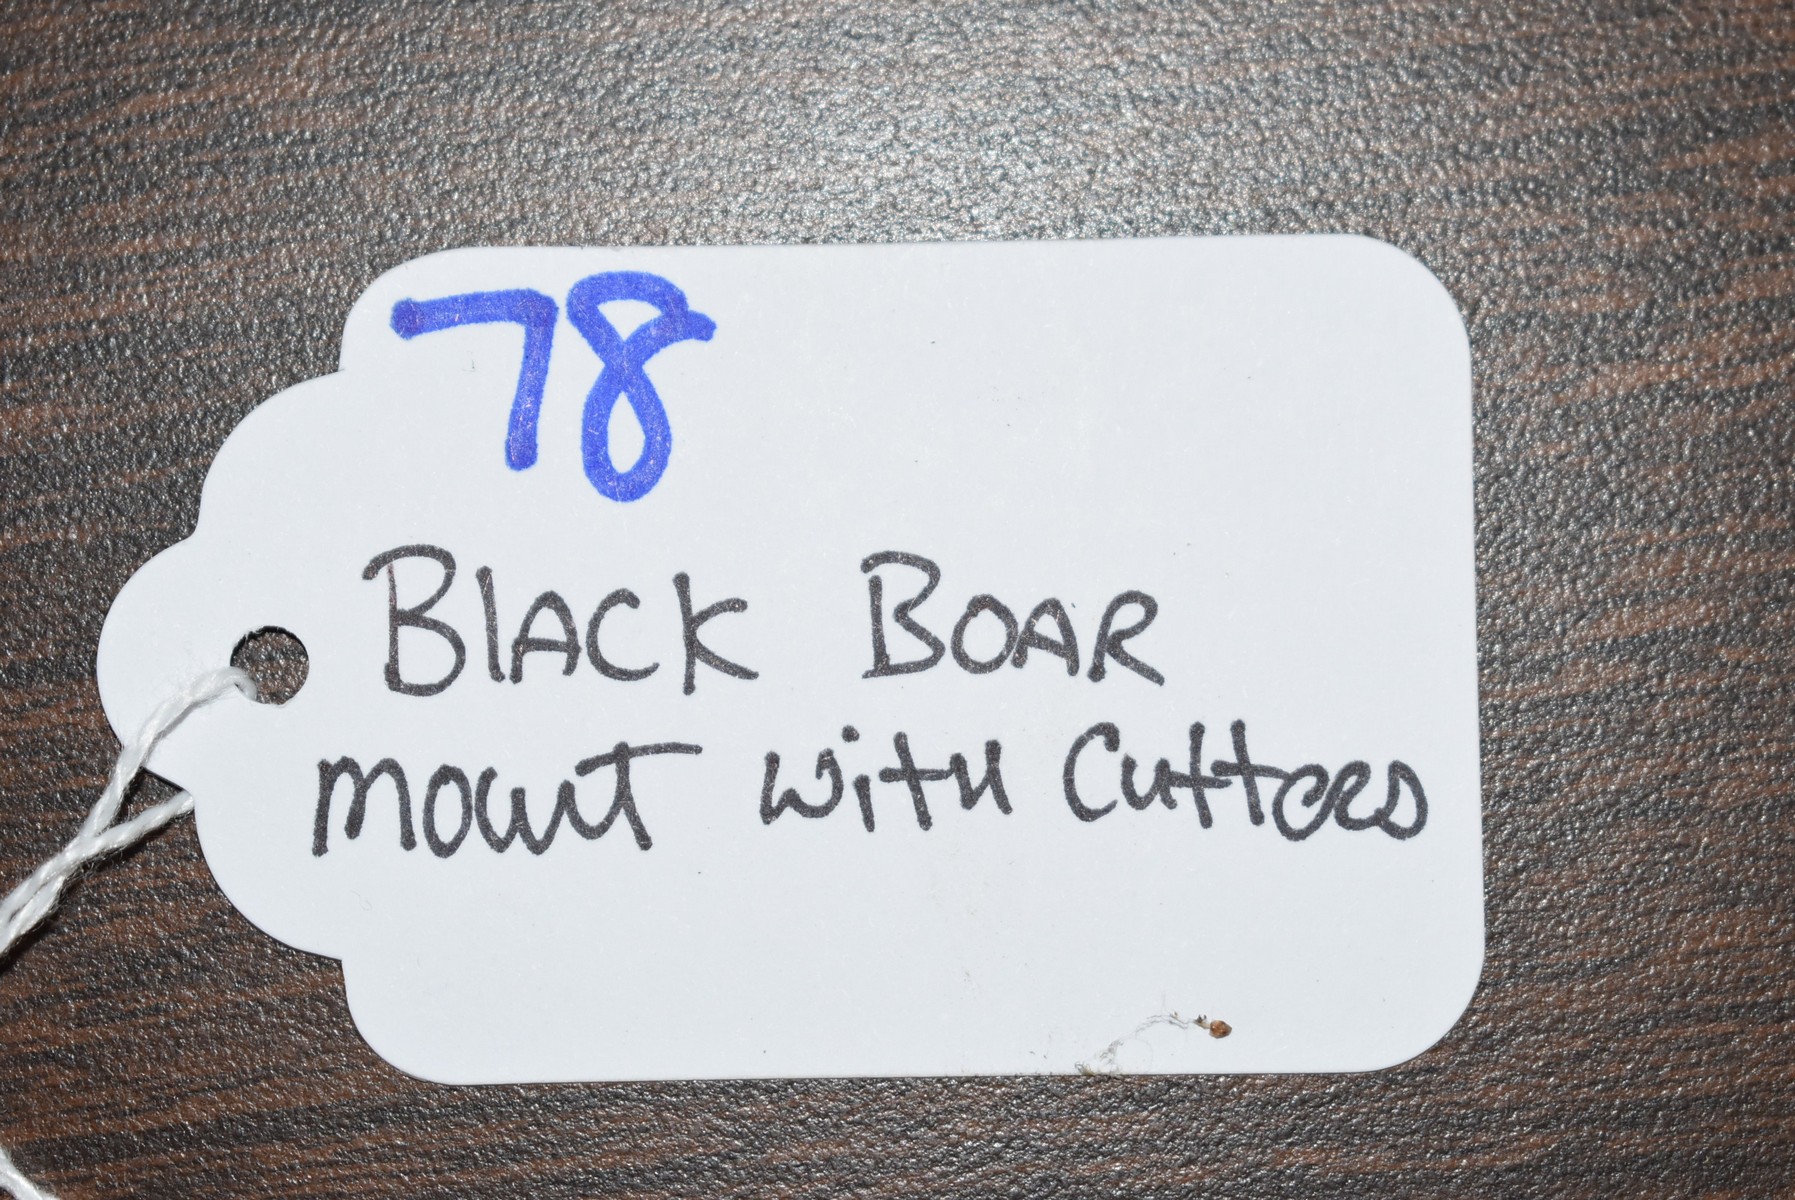 78
Black Boar
mount with Cutters